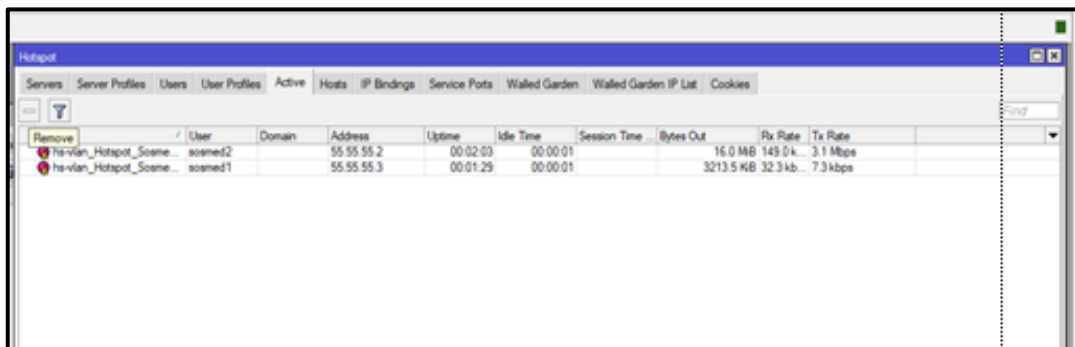 Hotspot
Servers Server Profiles Users User Profiles Active Hosts IP Bindings Service Ports Walled Garden Walled Garden IP List Cookies
Find
Remove User Domain Address Uptime Idle Time Session Time ... Bytes Out Rx Rate Tx Rate
hs-vlan_Hotspot_Sosme... sosmed2 55.55.55.2 00:02:03 00:00:01 16.0 MiB 149.0 k... 3.1 Mbps
hs-vlan_Hotspot_Sosme... sosmed1 55.55.55.3 00:01:29 00:00:01 3213.5 KiB 32.3 kb... 7.3 kbps